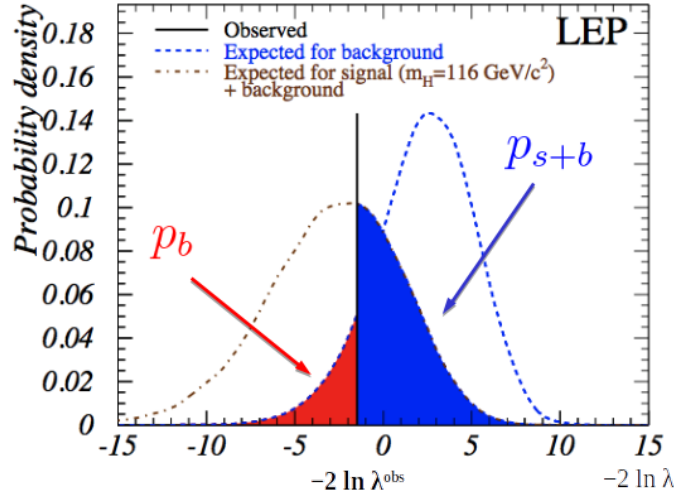 0.18
0.16
0.14
0.12
0.1
0.08
0.06
0.04
0.02
0
Probability density
Observed
Expected for background
Expected for signal (m_H=116 GeV/c²)
+ background
LEP
p_{s+b}
p_b
-15 -10 -5 0 5 10 15
−2 ln λᵒᵇˢ
−2 ln λ